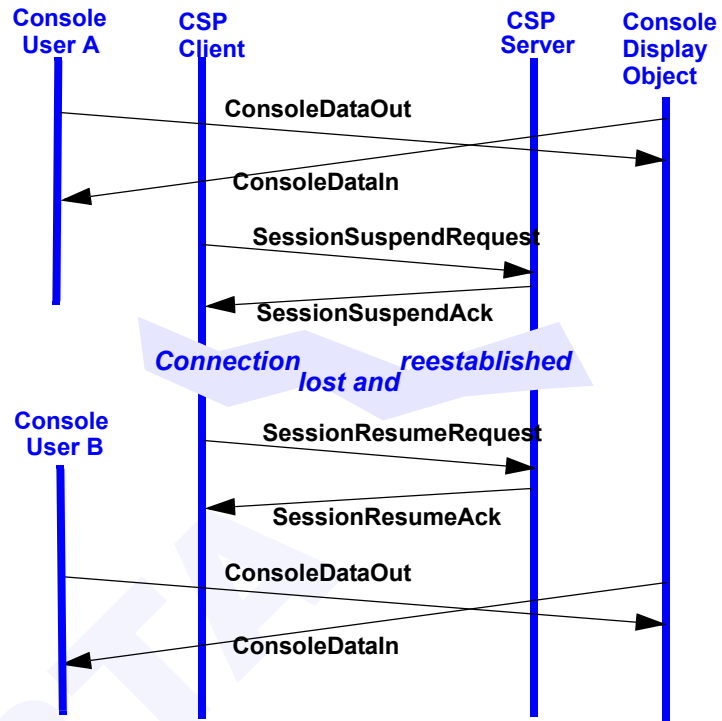 Console
User A
CSP
Client
CSP
Server
Console
Display
Object
ConsoleDataOut
ConsoleDataIn
SessionSuspendRequest
SessionSuspendAck
Connection lost and reestablished
Console
User B
SessionResumeRequest
SessionResumeAck
ConsoleDataOut
ConsoleDataIn